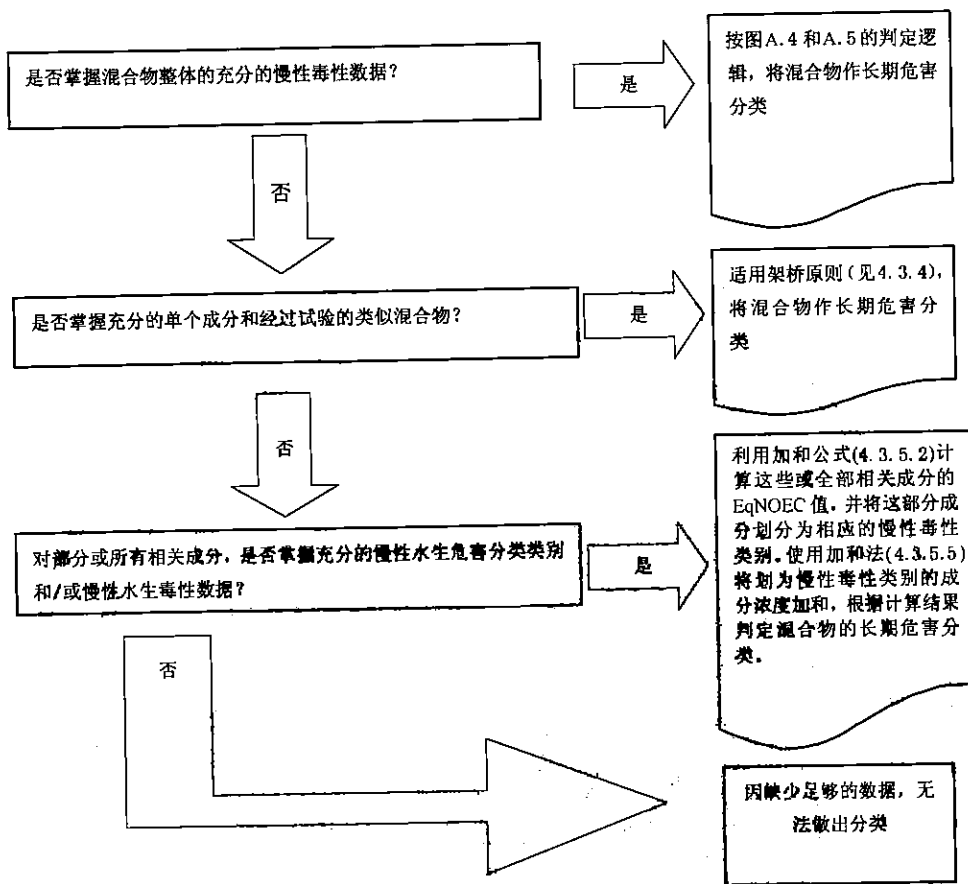 是否掌握混合物整体的充分的慢性毒性数据?
是
按图A.4和A.5的判定逻
辑,将混合物作长期危害
分类
否
是否掌握充分的单个成分和经过试验的类似混合物?
是
适用架桥原则(见4.3.4),
将混合物作长期危害分
类
否
对部分或所有相关成分,是否掌握充分的慢性水生危害分类类别
和/或慢性水生毒性数据?
是
利用加和公式(4.3.5.2)计
算这些或全部相关成分的
EqNOEC值,并将这部分成
分划分为相应的慢性毒性
类别。使用加和法(4.3.5.5)
将划为慢性毒性类别的成
分浓度加和,根据计算结果
判定混合物的长期危害分
类。
否
因缺少足够的数据,无
法做出分类